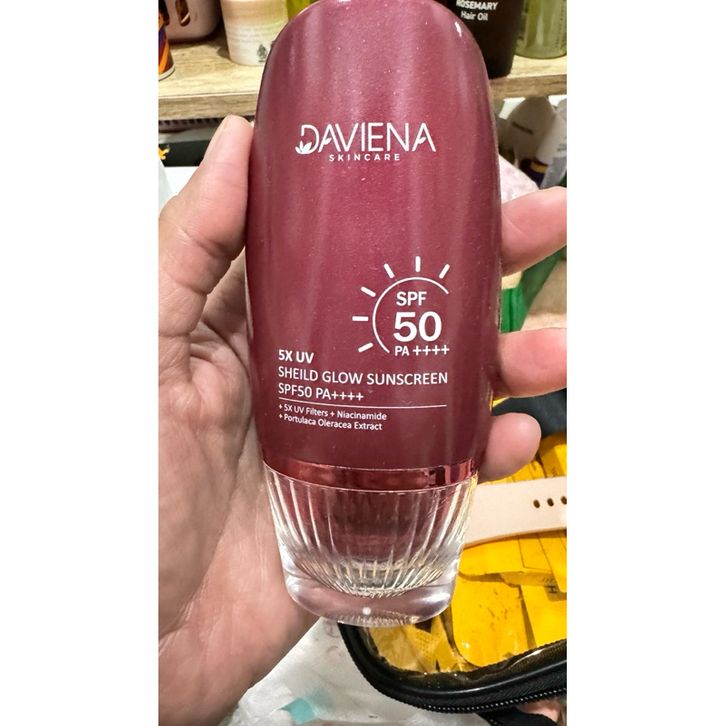 ROSEMARY
Hair Oil
DAVIENA
SKINCARE
SPF
50
PA ++++
5X UV
SHEILD GLOW SUNSCREEN
SPF50 PA++++
+ 5X UV Filters + Niacinamide
+ Portulaca Oleracea Extract